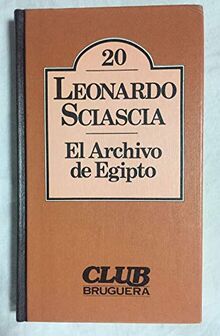 20
LEONARDO
SCIASCIA
El Archivo
de Egipto
CLUB
BRUGUERA